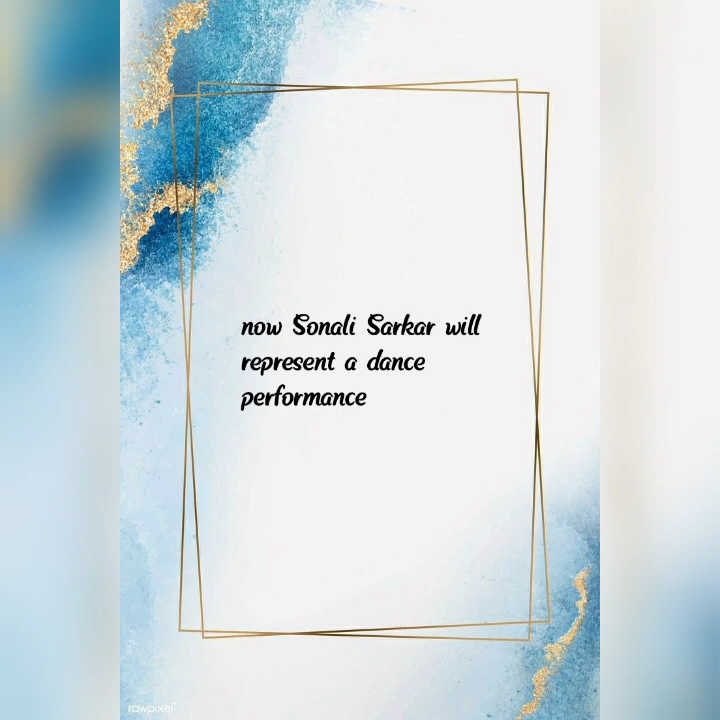 now Sonali Sarkar will
represent a dance
performance
rawpixel